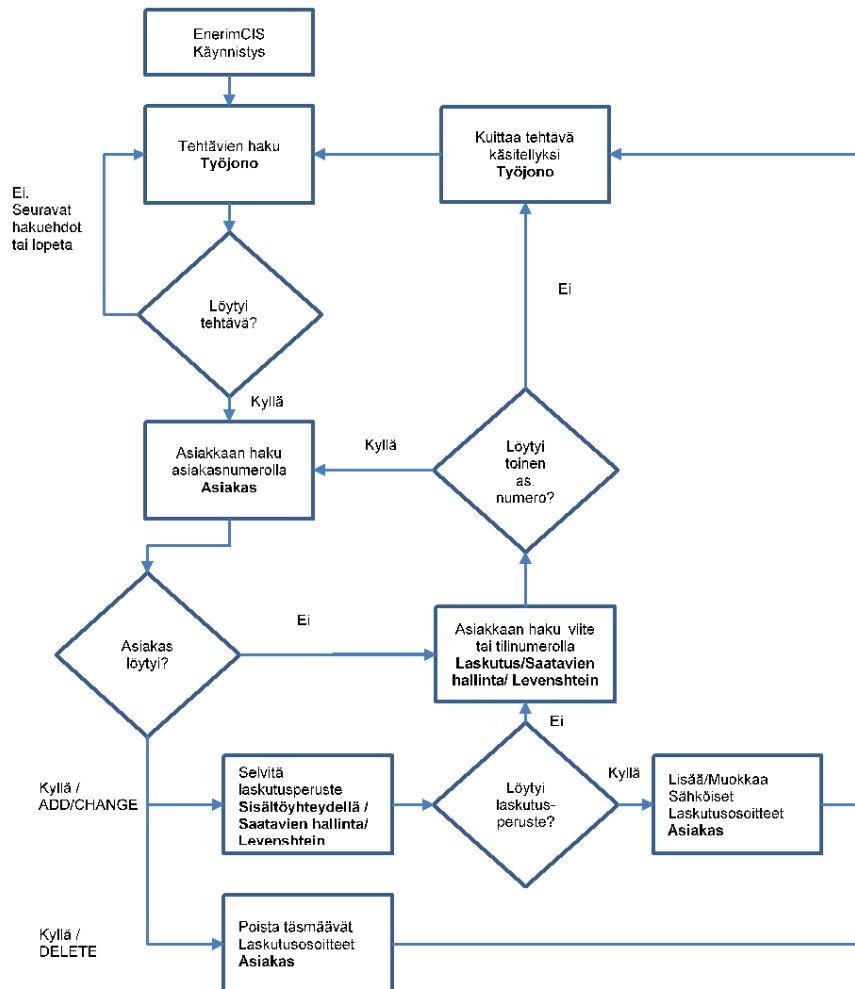 EnerimCIS
Käynnistys
Tehtävien haku
Työjono
Kuittaa tehtävä
käsitellyksi
Työjono
Ei.
Seuravat
hakuehdot
tai lopeta
Löytyi
tehtävä?
Ei
Kyllä
Asiakkaan haku
asiakasnumerolla
Asiakas
Kyllä
Löytyi
toinen
as.
numero?
Asiakas
löytyi?
Ei
Asiakkaan haku viite
tai tilinumerolla
Laskutus/Saatavien
hallinta/ Levenshtein
Ei
Kyllä /
ADD/CHANGE
Selvitä
laskutusperuste
Sisältöyhteydellä /
Saatavien hallinta/
Levenshtein
Löytyi
laskutus-
peruste?
Kyllä
Lisää/Muokkaa
Sähköiset
Laskutusosoitteet
Asiakas
Kyllä /
DELETE
Poista täsmäävät
Laskutusosoitteet
Asiakas